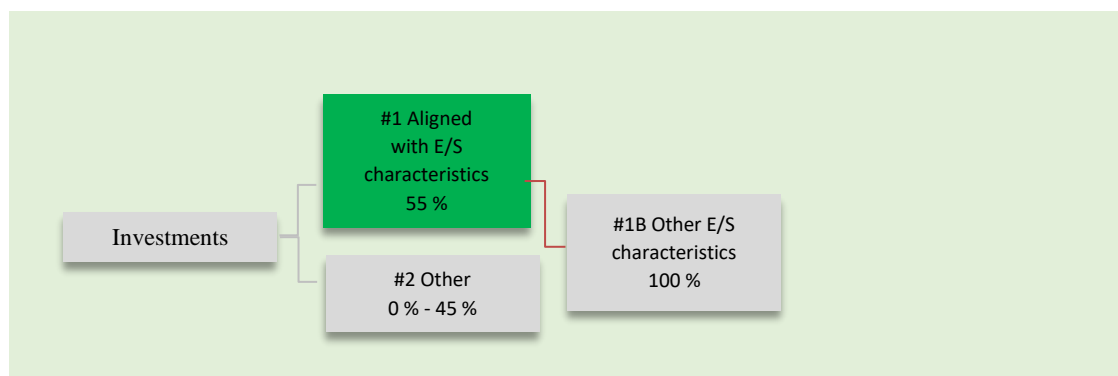 #1 Aligned
with E/S
characteristics
55 %
Investments
#1B Other E/S
characteristics
100 %
#2 Other
0 % - 45 %